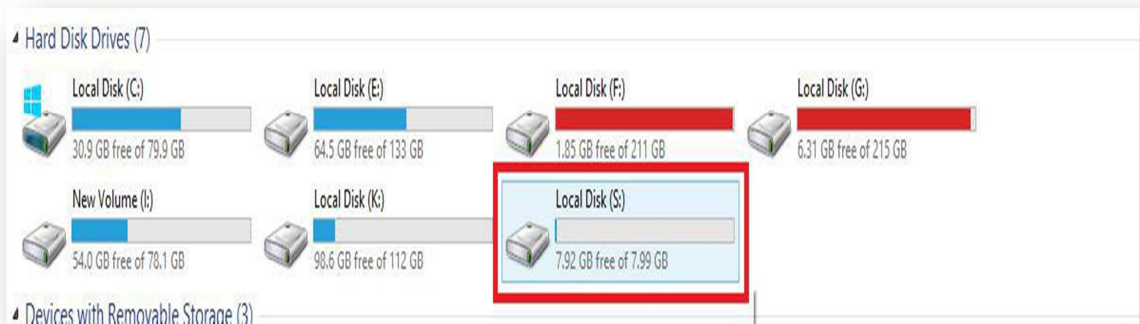 Hard Disk Drives (7)
Local Disk (C:)
30.9 GB free of 79.9 GB
Local Disk (E:)
64.5 GB free of 133 GB
Local Disk (F:)
1.85 GB free of 211 GB
Local Disk (G:)
6.31 GB free of 215 GB
New Volume (I:)
54.0 GB free of 78.1 GB
Local Disk (K:)
98.6 GB free of 112 GB
Local Disk (S:)
7.92 GB free of 7.99 GB
Devices with Removable Storage (3)